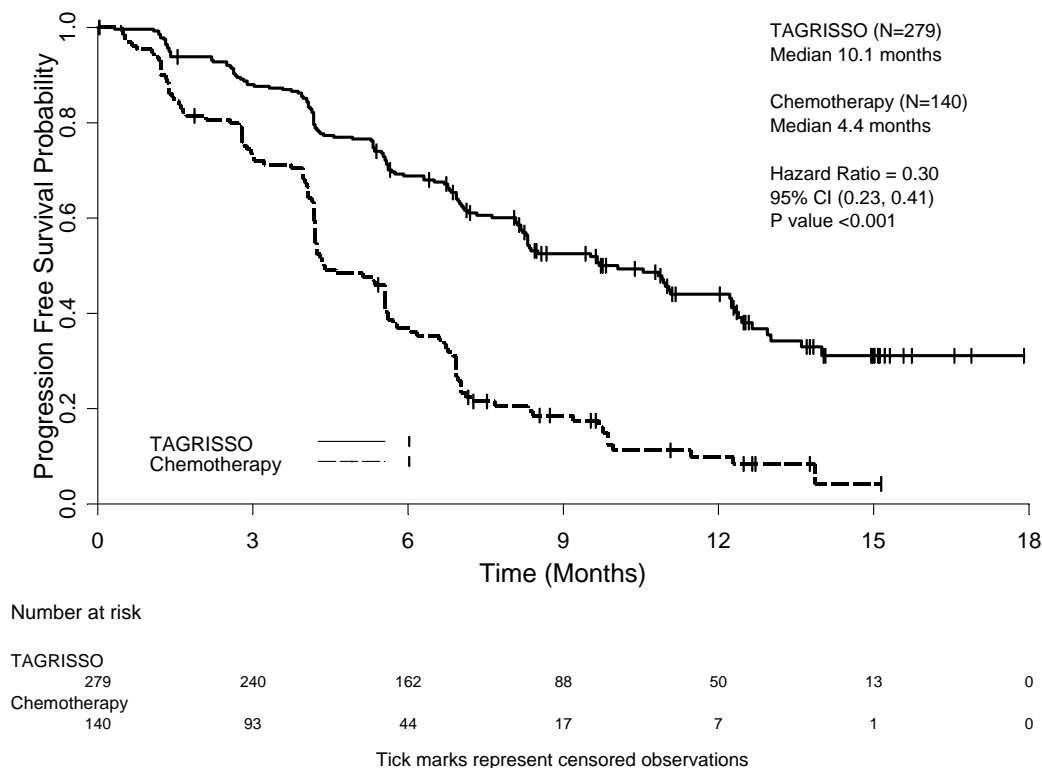 TAGRISSO (N=279)
Median 10.1 months
Chemotherapy (N=140)
Median 4.4 months
Hazard Ratio = 0.30
95% CI (0.23, 0.41)
P value <0.001
Progression Free Survival Probability
1.0
0.8
0.6
0.4
0.2
0.0
TAGRISSO
Chemotherapy
0 3 6 9 12 15 18
Time (Months)
Number at risk
TAGRISSO
279 240 162 88 50 13 0
Chemotherapy
140 93 44 17 7 1 0
Tick marks represent censored observations